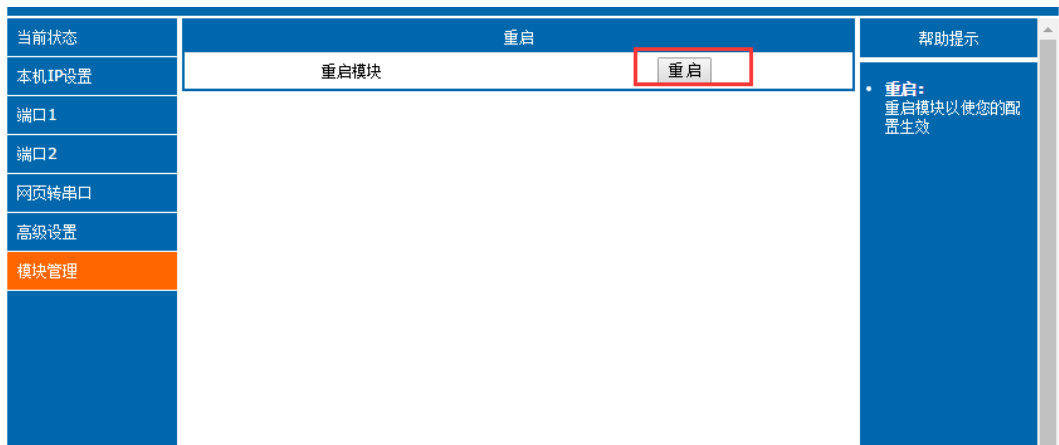 当前状态
本机IP设置
端口1
端口2
网页转串口
高级设置
模块管理
重启
重启模块
重启
帮助提示
• 重启:
重启模块以使您的配
置生效